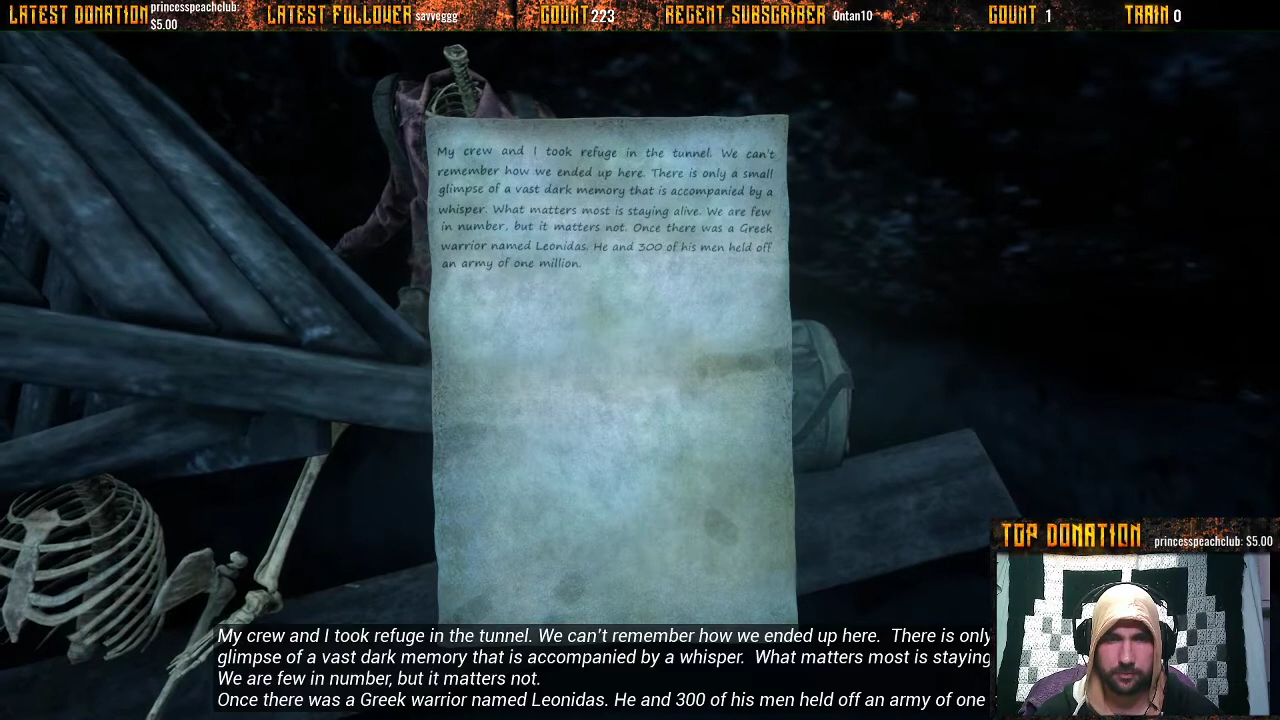 LATEST DONATION princesspeachclub: $5.00 LATEST FOLLOWER savveggg COUNT 223 RECENT SUBSCRIBER Ontan10 COUNT 1 TRAIN 0
My crew and I took refuge in the tunnel. We can't
remember how we ended up here. There is only a small
glimpse of a vast dark memory that is accompanied by a
whisper. What matters most is staying alive. We are few
in number, but it matters not. Once there was a Greek
warrior named Leonidas. He and 300 of his men held off
an army of one million.
TOP DONATION princesspeachclub: $5.00
My crew and I took refuge in the tunnel. We can't remember how we ended up here. There is only
glimpse of a vast dark memory that is accompanied by a whisper. What matters most is staying
We are few in number, but it matters not.
Once there was a Greek warrior named Leonidas. He and 300 of his men held off an army of one